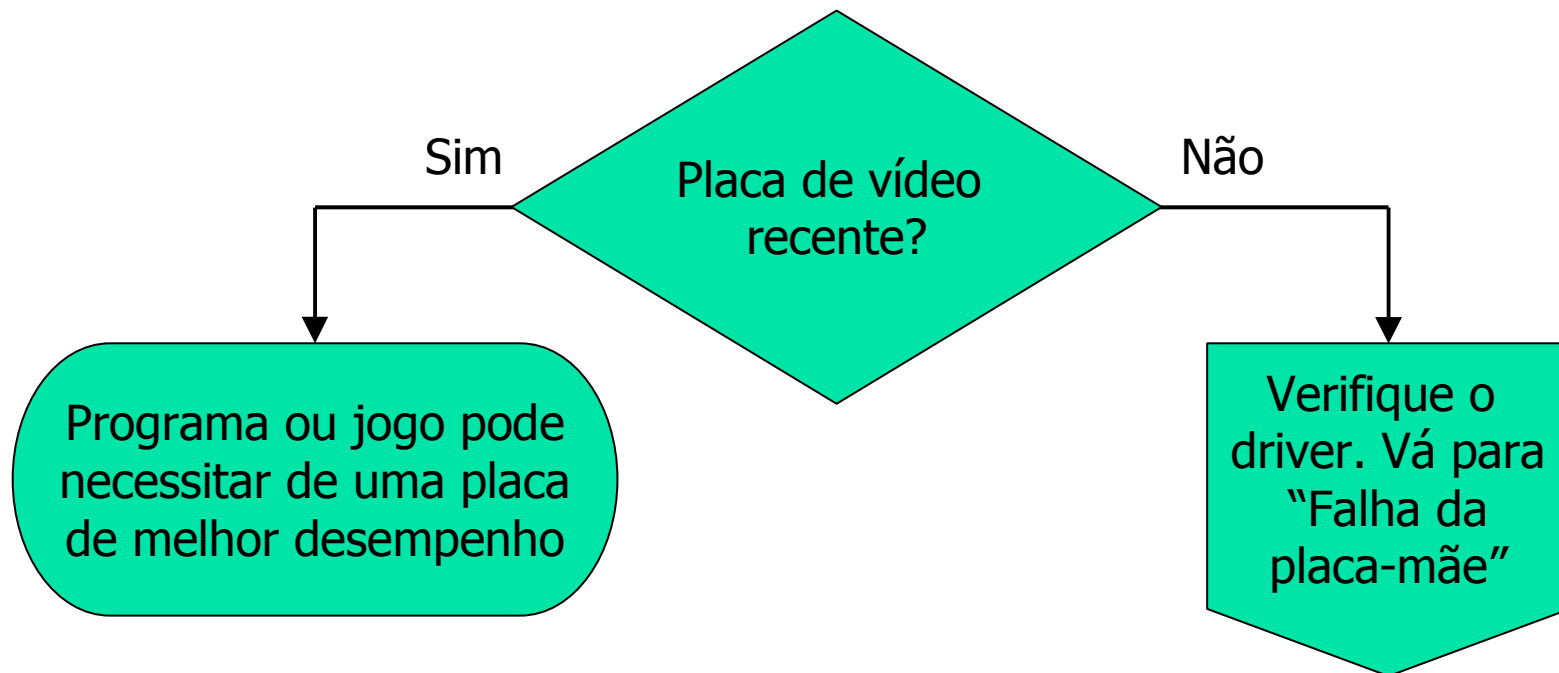 Sim
Placa de vídeo
recente?
Não
Programa ou jogo pode
necessitar de uma placa
de melhor desempenho
Verifique o
driver. Vá para
“Falha da
placa-mãe”